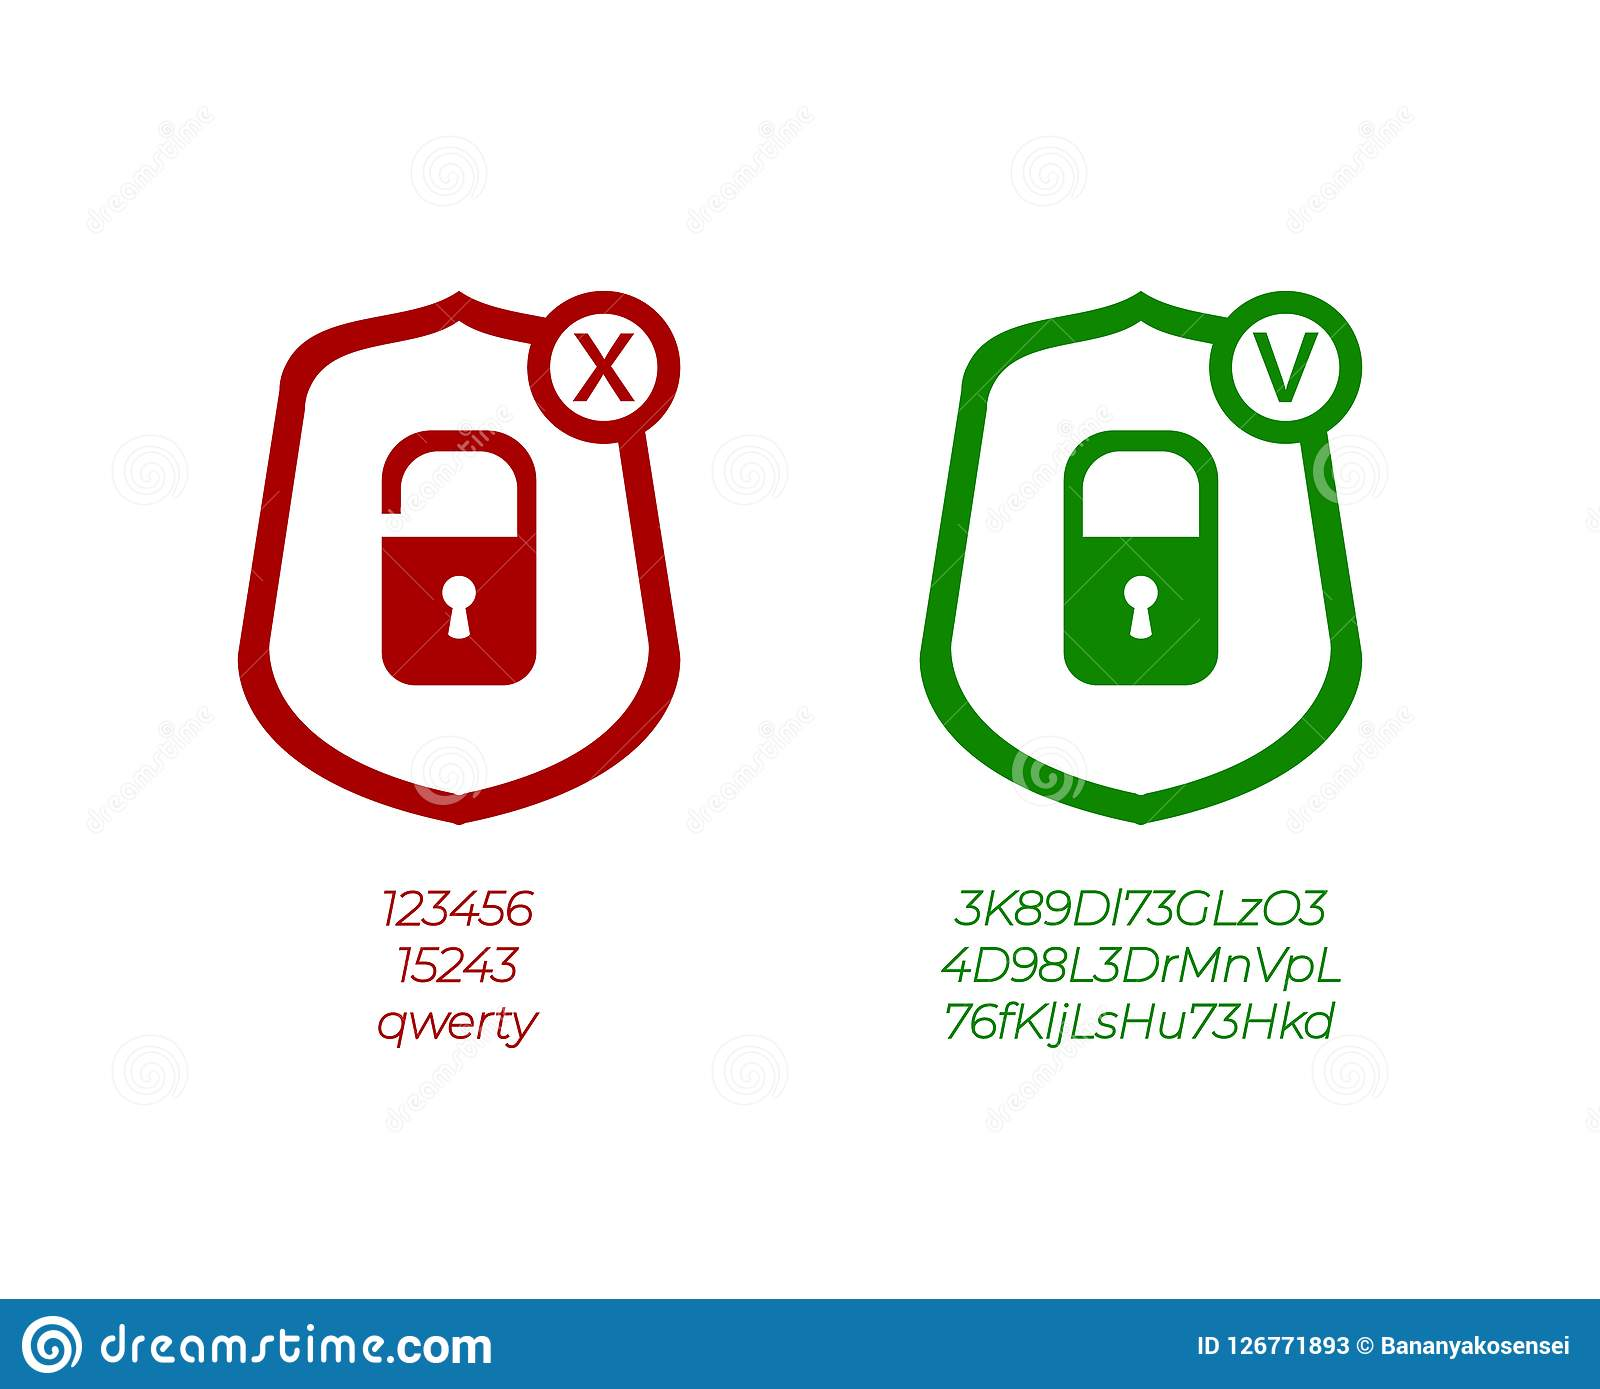 X
V
123456
15243
qwerty
3K89Dl73GLzO3
4D98L3DrMnVpL
76fKljLsHu73Hkd
dreamstime.com
ID 126771893 © Bananyakosensei